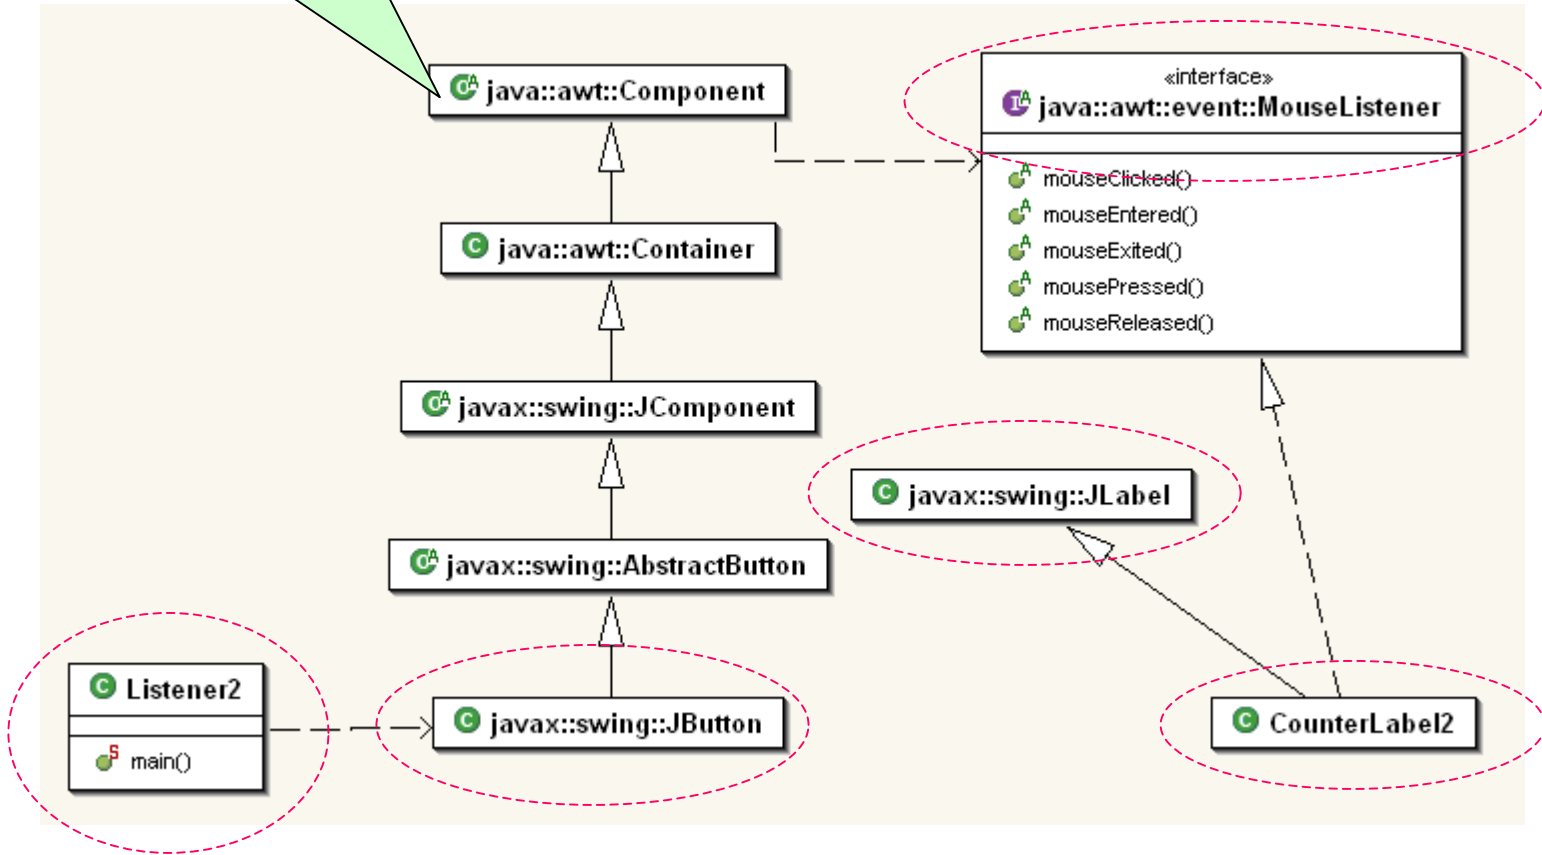 java::awt::Component
«interface»
java::awt::event::MouseListener
mouseClicked()
mouseEntered()
mouseExited()
mousePressed()
mouseReleased()
java::awt::Container
javax::swing::JComponent
javax::swing::JLabel
javax::swing::AbstractButton
Listener2
main()
javax::swing::JButton
CounterLabel2